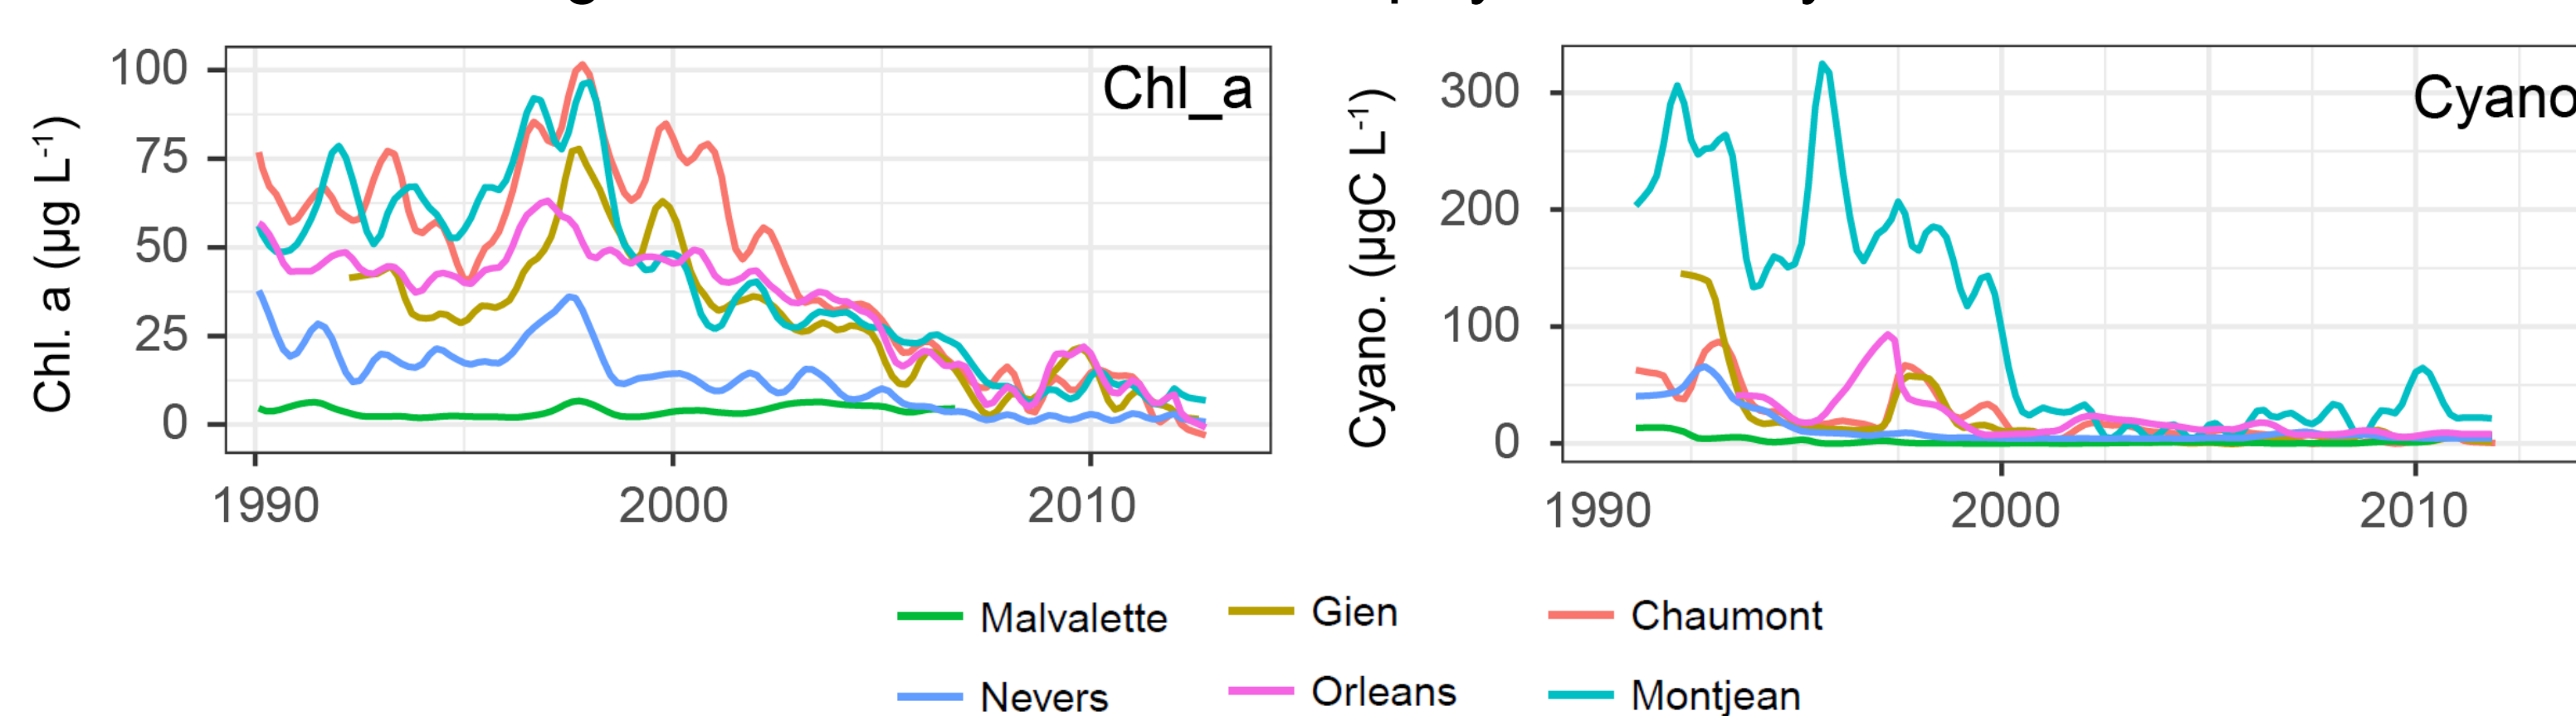 Chl. a (µg L⁻¹)
100
75
50
25
0
Chl_a
1990 2000 2010
Cyano. (µgC L⁻¹)
300
200
100
0
Cyano
1990 2000 2010
Malvalette Gien Chaumont
Nevers Orleans Montjean